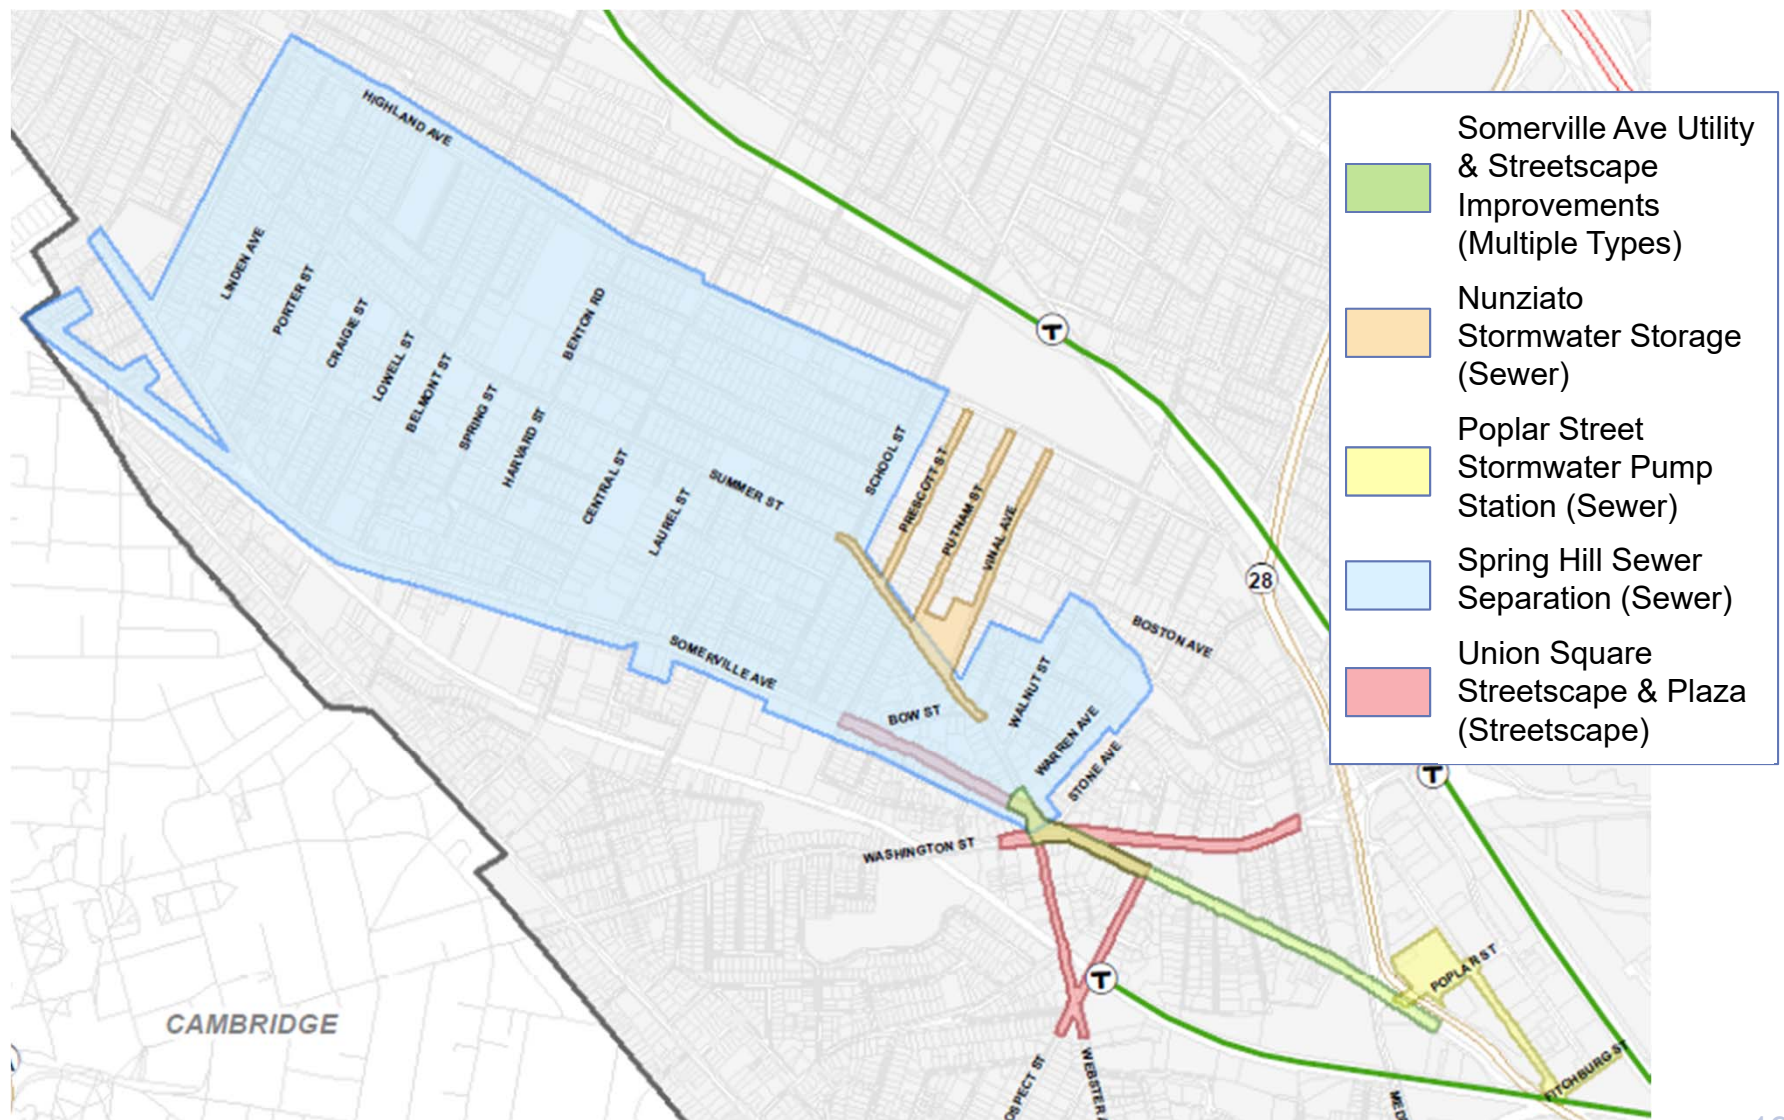 HIGHLAND AVE
LINDEN AVE
PORTER ST
CRAIGIE ST
LOWELL ST
BELMONT ST
SPRING ST
HARVARD ST
BENTON RD
CENTRAL ST
LAUREL ST
SUMMER ST
SCHOOL ST
PRESCOTT ST
PUTNAM ST
VINAL AVE
SOMERVILLE AVE
BOW ST
WALNUT ST
WARREN AVE
STONE AVE
BOSTON AVE
WASHINGTON ST
POPLAR ST
FITCHBURG ST
OSPECT ST
WEBSTER A
MED
CAMBRIDGE
T
28
T
T
Somerville Ave Utility
& Streetscape
Improvements
(Multiple Types)
Nunziato
Stormwater Storage
(Sewer)
Poplar Street
Stormwater Pump
Station (Sewer)
Spring Hill Sewer
Separation (Sewer)
Union Square
Streetscape & Plaza
(Streetscape)